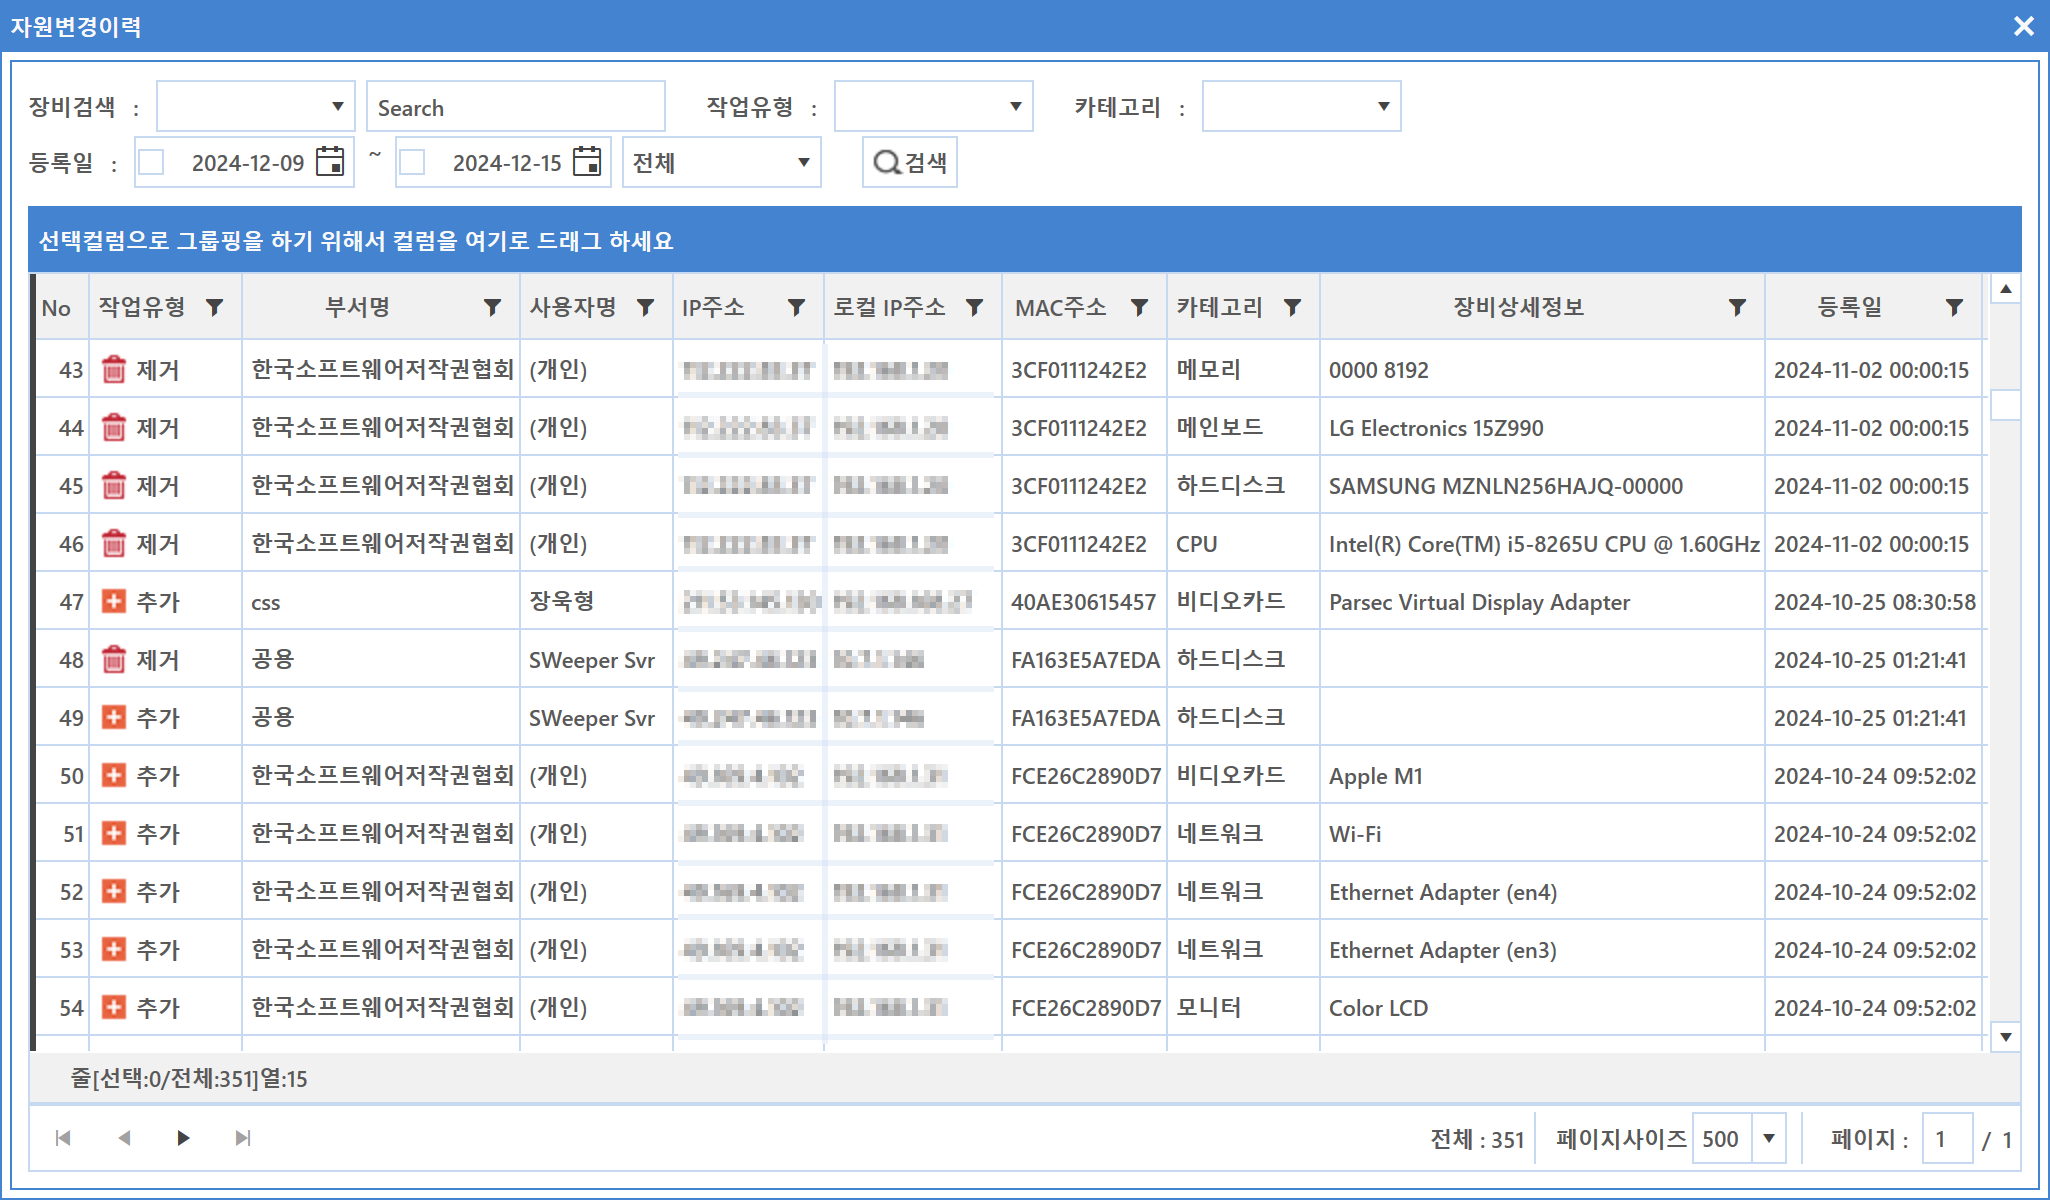 자원변경이력
장비검색 : Search 작업유형 : 카테고리 :
등록일 : 2024-12-09 ~ 2024-12-15 전체 검색
선택컬럼으로 그룹핑을 하기 위해서 컬럼을 여기로 드래그 하세요
No 작업유형 부서명 사용자명 IP주소 로컬 IP주소 MAC주소 카테고리 장비상세정보 등록일
43 제거 한국소프트웨어저작권협회 (개인) 3CF0111242E2 메모리 0000 8192 2024-11-02 00:00:15
44 제거 한국소프트웨어저작권협회 (개인) 3CF0111242E2 메인보드 LG Electronics 15Z990 2024-11-02 00:00:15
45 제거 한국소프트웨어저작권협회 (개인) 3CF0111242E2 하드디스크 SAMSUNG MZNLN256HAJQ-00000 2024-11-02 00:00:15
46 제거 한국소프트웨어저작권협회 (개인) 3CF0111242E2 CPU Intel(R) Core(TM) i5-8265U CPU @ 1.60GHz 2024-11-02 00:00:15
47 추가 css 장욱형 40AE30615457 비디오카드 Parsec Virtual Display Adapter 2024-10-25 08:30:58
48 제거 공용 SWeeper Svr FA163E5A7EDA 하드디스크 2024-10-25 01:21:41
49 추가 공용 SWeeper Svr FA163E5A7EDA 하드디스크 2024-10-25 01:21:41
50 추가 한국소프트웨어저작권협회 (개인) FCE26C2890D7 비디오카드 Apple M1 2024-10-24 09:52:02
51 추가 한국소프트웨어저작권협회 (개인) FCE26C2890D7 네트워크 Wi-Fi 2024-10-24 09:52:02
52 추가 한국소프트웨어저작권협회 (개인) FCE26C2890D7 네트워크 Ethernet Adapter (en4) 2024-10-24 09:52:02
53 추가 한국소프트웨어저작권협회 (개인) FCE26C2890D7 네트워크 Ethernet Adapter (en3) 2024-10-24 09:52:02
54 추가 한국소프트웨어저작권협회 (개인) FCE26C2890D7 모니터 Color LCD 2024-10-24 09:52:02
줄[선택:0/전체:351]열:15
전체 : 351 페이지사이즈 500 페이지 : 1 / 1